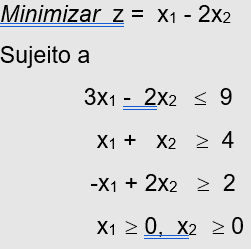 Minimizar z = x1 - 2x2
Sujeito a
3x1 - 2x2 ≤ 9
x1 + x2 ≥ 4
-x1 + 2x2 ≥ 2
x1 ≥ 0, x2 ≥ 0